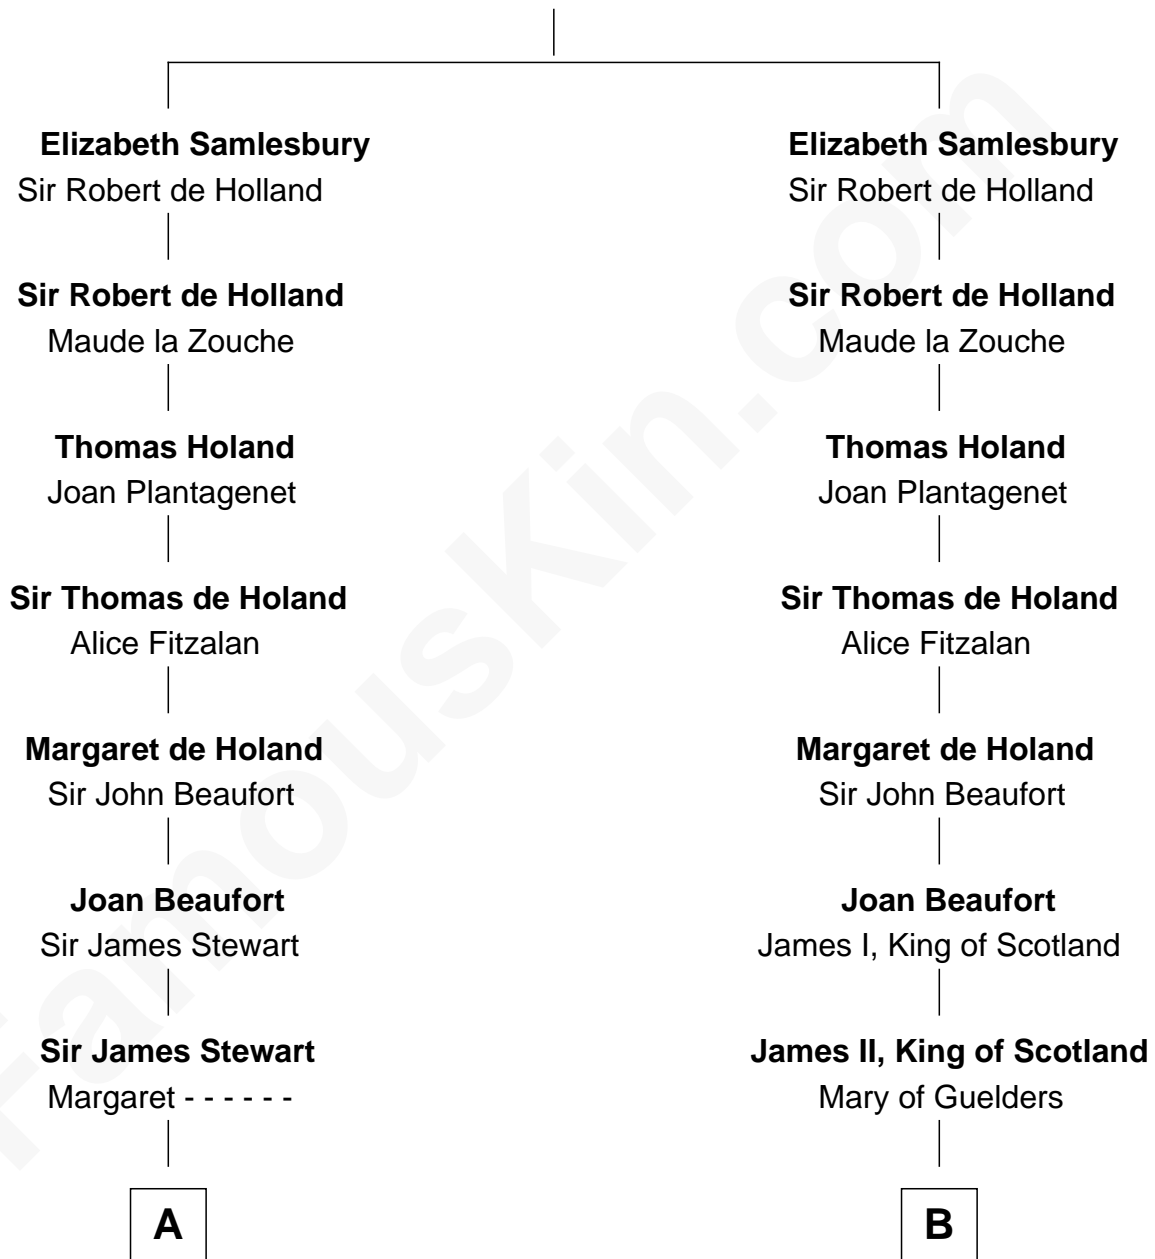 Elizabeth Samlesbury
Sir Robert de Holland
Sir Robert de Holland
Maude la Zouche
Thomas Holand
Joan Plantagenet
Sir Thomas de Holand
Alice Fitzalan
Margaret de Holand
Sir John Beaufort
Joan Beaufort
Sir James Stewart
Sir James Stewart
Margaret - - - - - -
A
Elizabeth Samlesbury
Sir Robert de Holland
Sir Robert de Holland
Maude la Zouche
Thomas Holand
Joan Plantagenet
Sir Thomas de Holand
Alice Fitzalan
Margaret de Holand
Sir John Beaufort
Joan Beaufort
James I, King of Scotland
James II, King of Scotland
Mary of Guelders
B
FamousKin.com